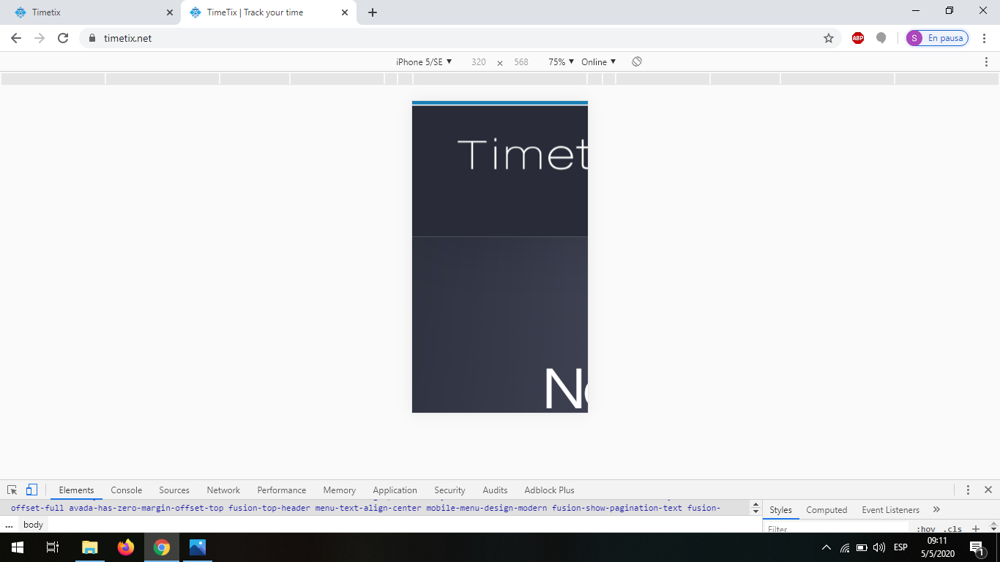 Timetix
TimeTix | Track your time
timetix.net
ABP
S
En pausa
iPhone 5/SE
320
×
568
75%
Online
Timet
Elements
Console
Sources
Network
Performance
Memory
Application
Security
Audits
Adblock Plus
offset-full avada-has-zero-margin-offset-top fusion-top-header menu-text-align-center mobile-menu-design-modern fusion-show-pagination-text fusion-
Styles
Computed
Event Listeners
»
...
body
Filter
:hov
.cls
+
ESP
09:11
5/5/2020
1